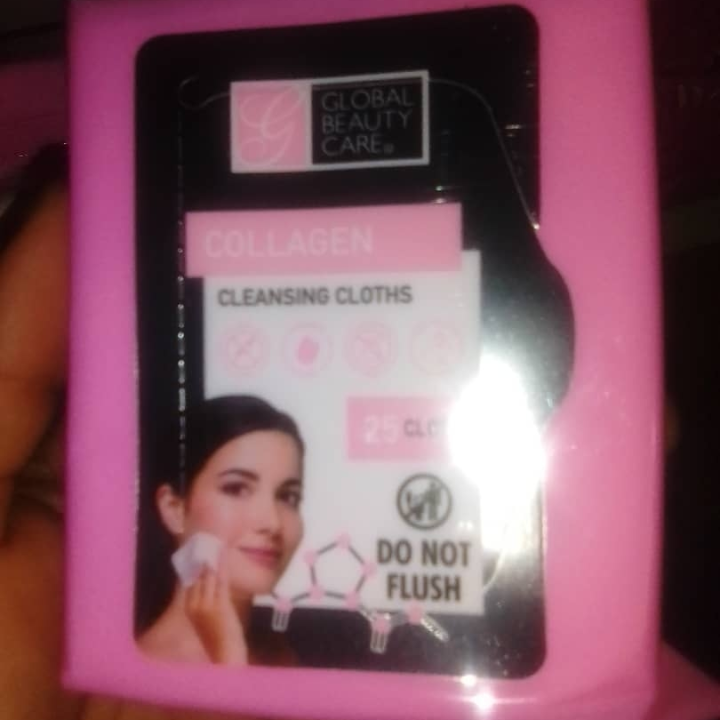 GLOBAL
BEAUTY
CARE®
COLLAGEN
CLEANSING CLOTHS
25
DO NOT
FLUSH